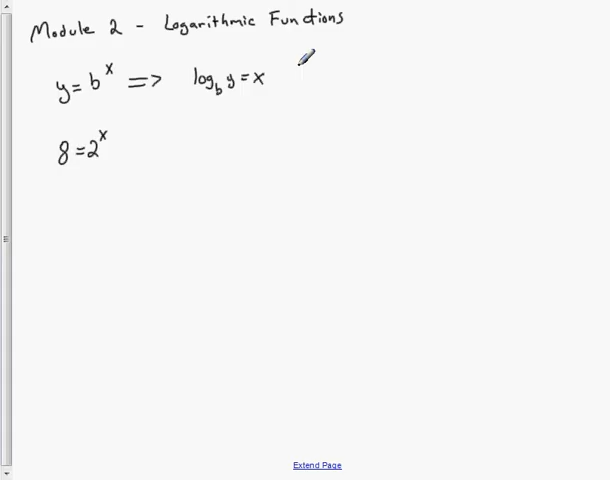 Module 2 - Logarithmic Functions
y = b^x => log_b y = x
8 = 2^x
Extend Page